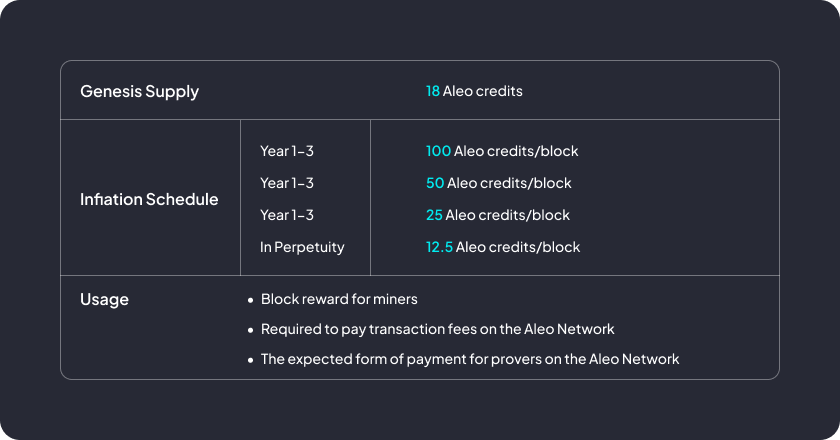 Genesis Supply 18 Aleo credits
Year 1–3 100 Aleo credits/block
Year 1–3 50 Aleo credits/block
Infiation Schedule
Year 1–3 25 Aleo credits/block
In Perpetuity 12.5 Aleo credits/block
Usage
• Block reward for miners
• Required to pay transaction fees on the Aleo Network
• The expected form of payment for provers on the Aleo Network